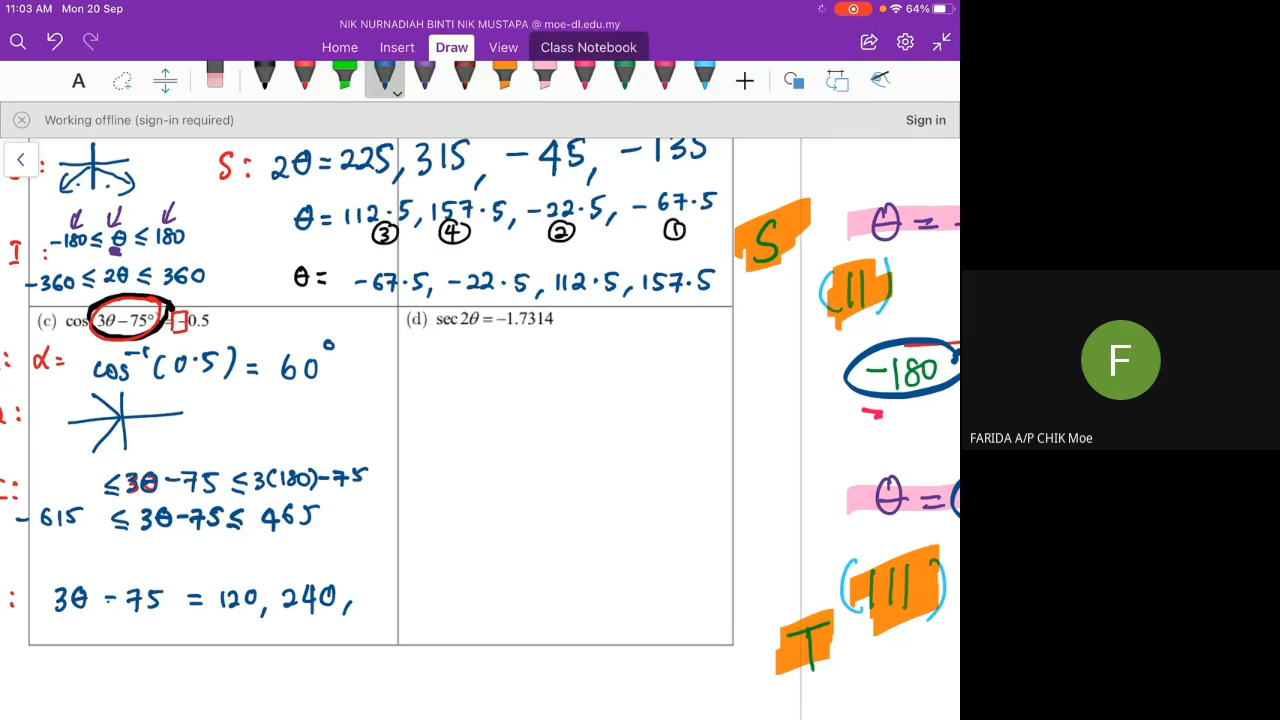 11:03 AM Mon 20 Sep
64%
NIK NURNADIAH BINTI NIK MUSTAPA @ moe-dl.edu.my
Home Insert Draw View Class Notebook
A
Working offline (sign-in required) Sign in
S: 2θ = 225, 315, -45, -135
θ = 112.5, 157.5, -22.5, -67.5
3 4 2 1
-180 ≤ θ ≤ 180
I :
-360 ≤ 2θ ≤ 360
θ = -67.5, -22.5, 112.5, 157.5
(c) cos(3θ – 75°) = –0.5
α = cos⁻¹(0.5) = 60°
≤ 3θ - 75 ≤ 3(180) - 75
-615 ≤ 3θ - 75 ≤ 465
: 3θ - 75 = 120, 240,
(d) sec 2θ = –1.7314
S
θ = -
(II)
-180
θ =
(III)
T
F
FARIDA A/P CHIK Moe